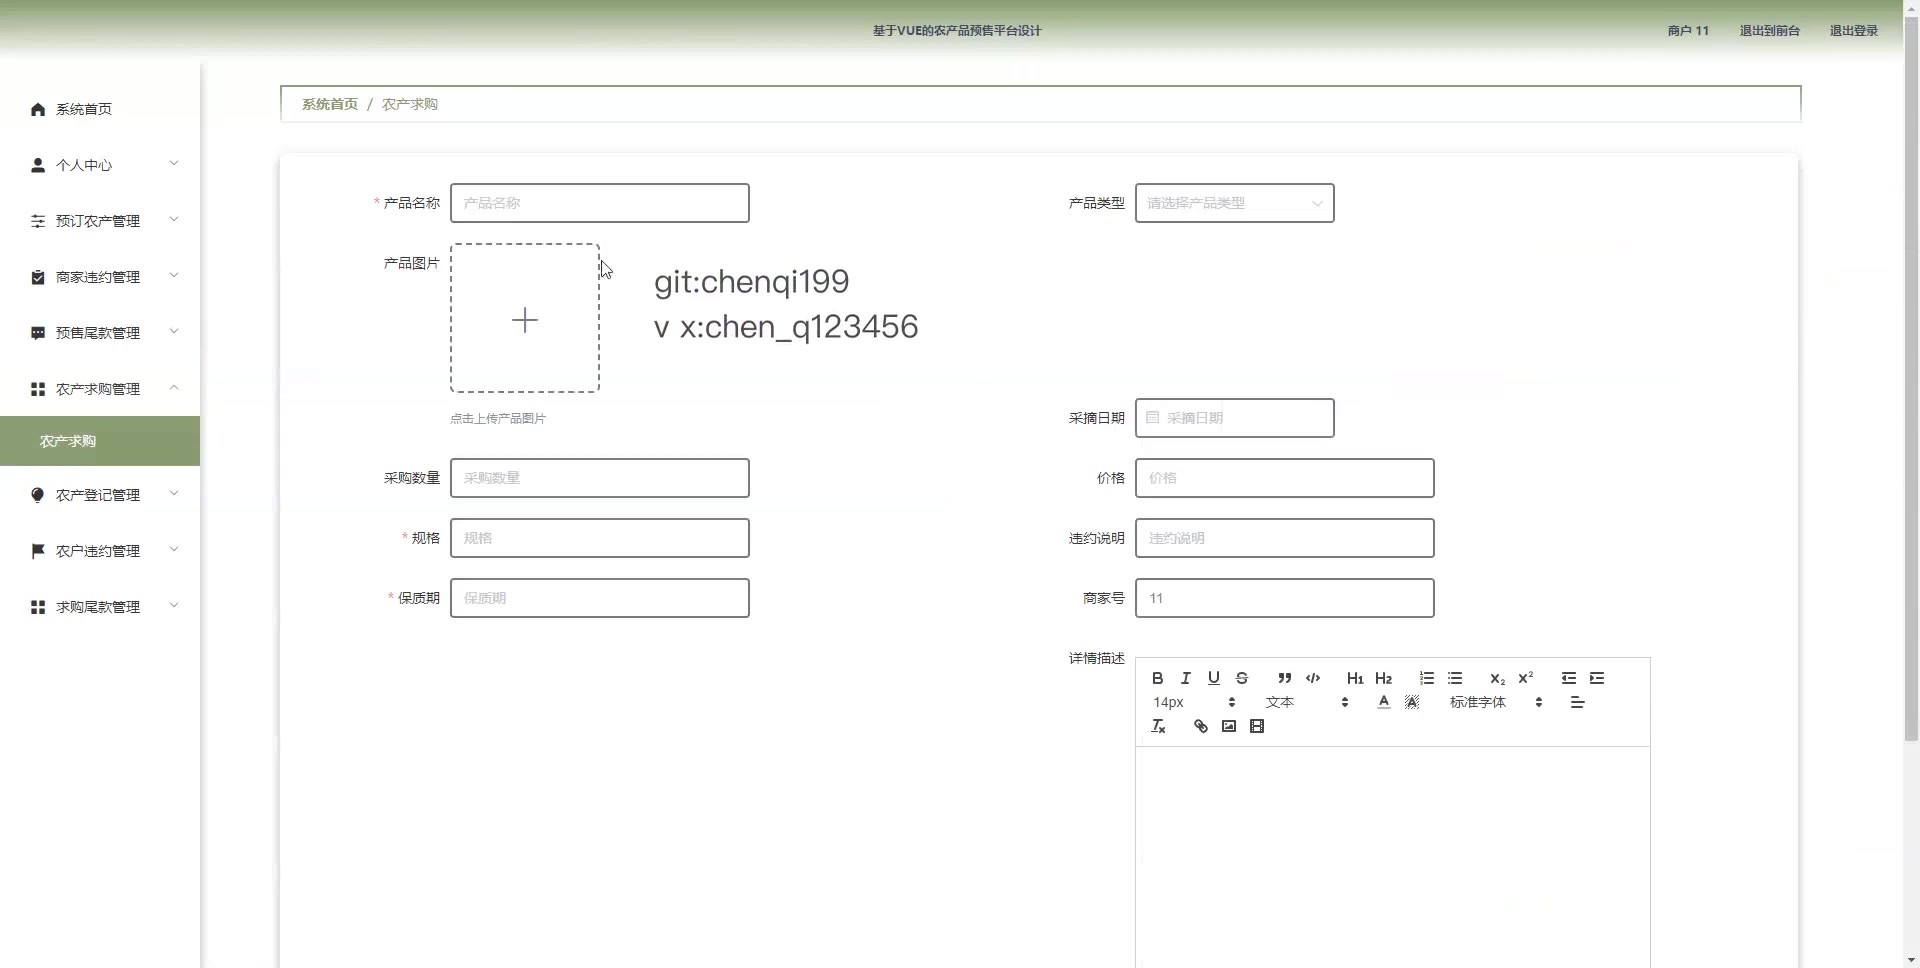 基于VUE的农产品预售平台设计
商户 11
退出到前台
退出登录
系统首页
个人中心
预订农产管理
商家违约管理
预售尾款管理
农产求购管理
农产求购
农产登记管理
农户违约管理
求购尾款管理
系统首页 / 农产求购
* 产品名称 产品名称
产品类型 请选择产品类型
产品图片
git:chenqi199
v x:chen_q123456
点击上传产品图片
采摘日期 采摘日期
采购数量 采购数量
价格 价格
* 规格 规格
违约说明 违约说明
* 保质期 保质期
商家号 11
详情描述
B I U S H1 H2 X2 X2
14px 文本 A A 标准字体
Tx